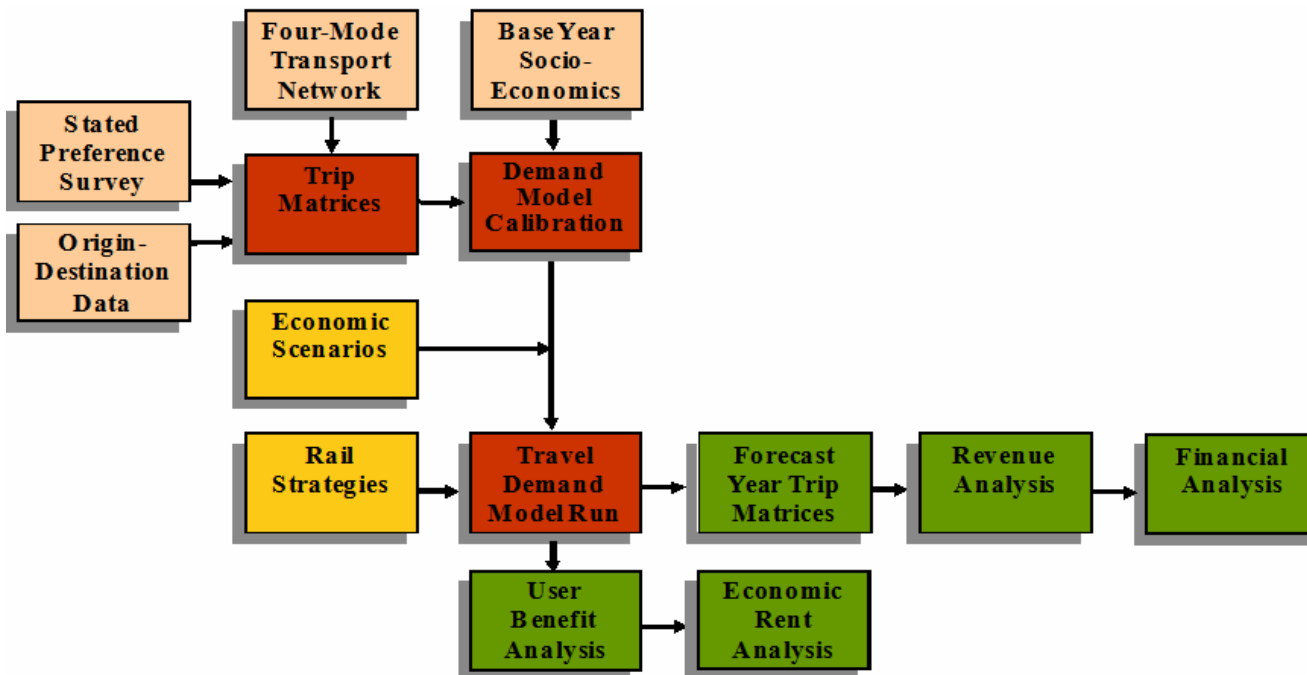 Four-Mode
Transport
Network
Base Year
Socio-
Economics
Stated
Preference
Survey
Trip
Matrices
Demand
Model
Calibration
Origin-
Destination
Data
Economic
Scenarios
Rail
Strategies
Travel
Demand
Model Run
Forecast
Year Trip
Matrices
Revenue
Analysis
Financial
Analysis
User
Benefit
Analysis
Economic
Rent
Analysis